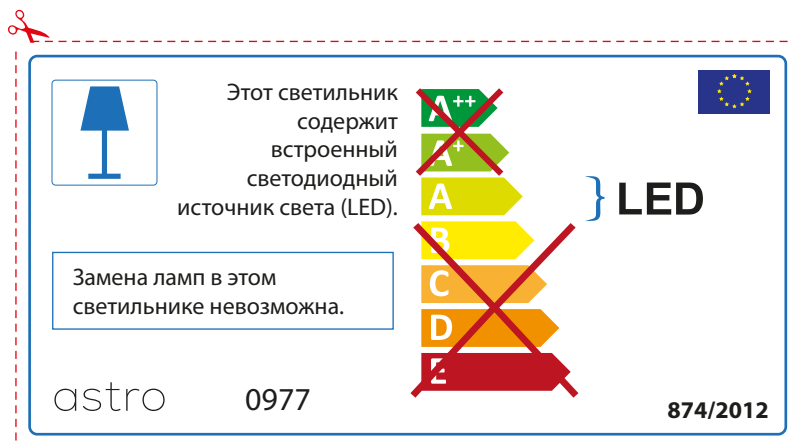 Этот светильник
содержит
встроенный
светодиодный
источник света (LED).
Замена ламп в этом
светильнике невозможна.
A++
A+
A
B
C
D
E
LED
astro
0977
874/2012